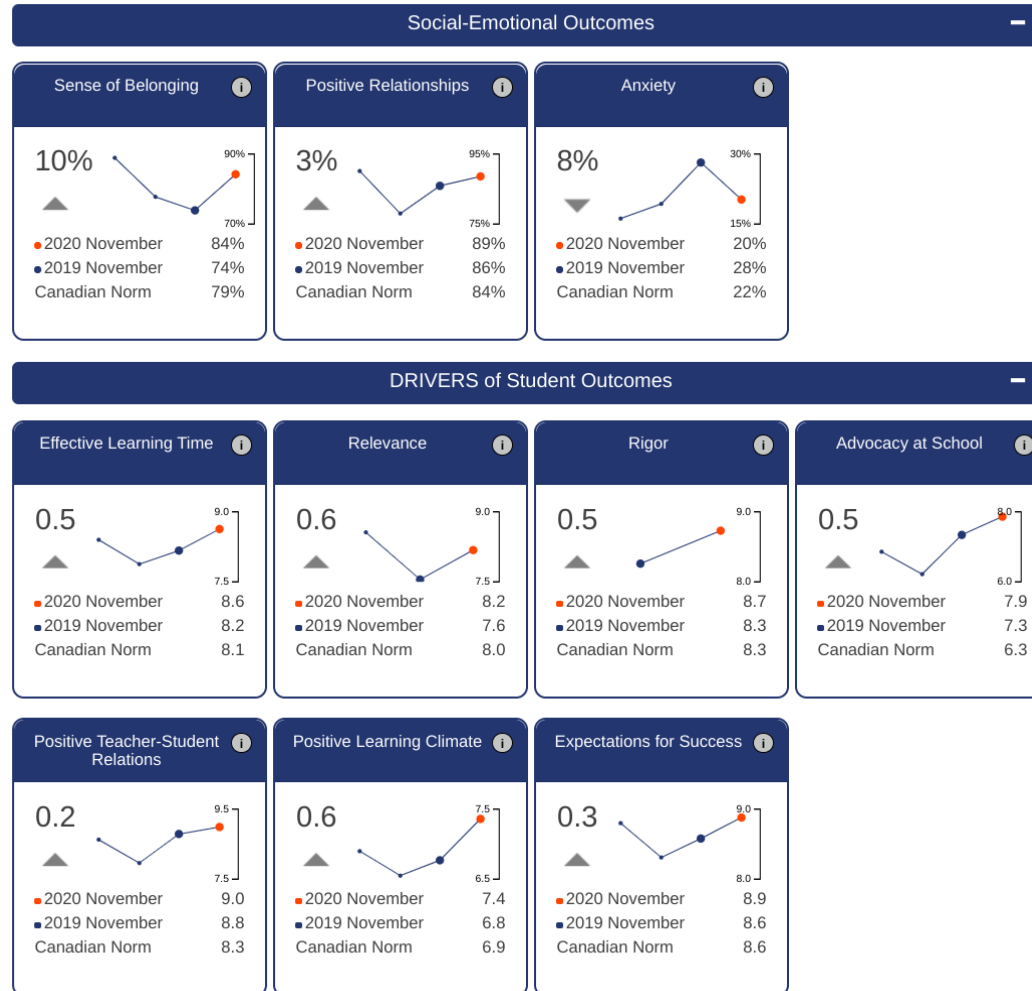 Social-Emotional Outcomes –
Sense of Belonging i
10%
90%
70%
2020 November 84%
2019 November 74%
Canadian Norm 79%
Positive Relationships i
3%
95%
75%
2020 November 89%
2019 November 86%
Canadian Norm 84%
Anxiety i
8%
30%
15%
2020 November 20%
2019 November 28%
Canadian Norm 22%
DRIVERS of Student Outcomes –
Effective Learning Time i
0.5
9.0
7.5
2020 November 8.6
2019 November 8.2
Canadian Norm 8.1
Relevance i
0.6
9.0
7.5
2020 November 8.2
2019 November 7.6
Canadian Norm 8.0
Rigor i
0.5
9.0
8.0
2020 November 8.7
2019 November 8.3
Canadian Norm 8.3
Advocacy at School i
0.5
8.0
6.0
2020 November 7.9
2019 November 7.3
Canadian Norm 6.3
Positive Teacher-Student i
Relations
0.2
9.5
7.5
2020 November 9.0
2019 November 8.8
Canadian Norm 8.3
Positive Learning Climate i
0.6
7.5
6.5
2020 November 7.4
2019 November 6.8
Canadian Norm 6.9
Expectations for Success i
0.3
9.0
8.0
2020 November 8.9
2019 November 8.6
Canadian Norm 8.6